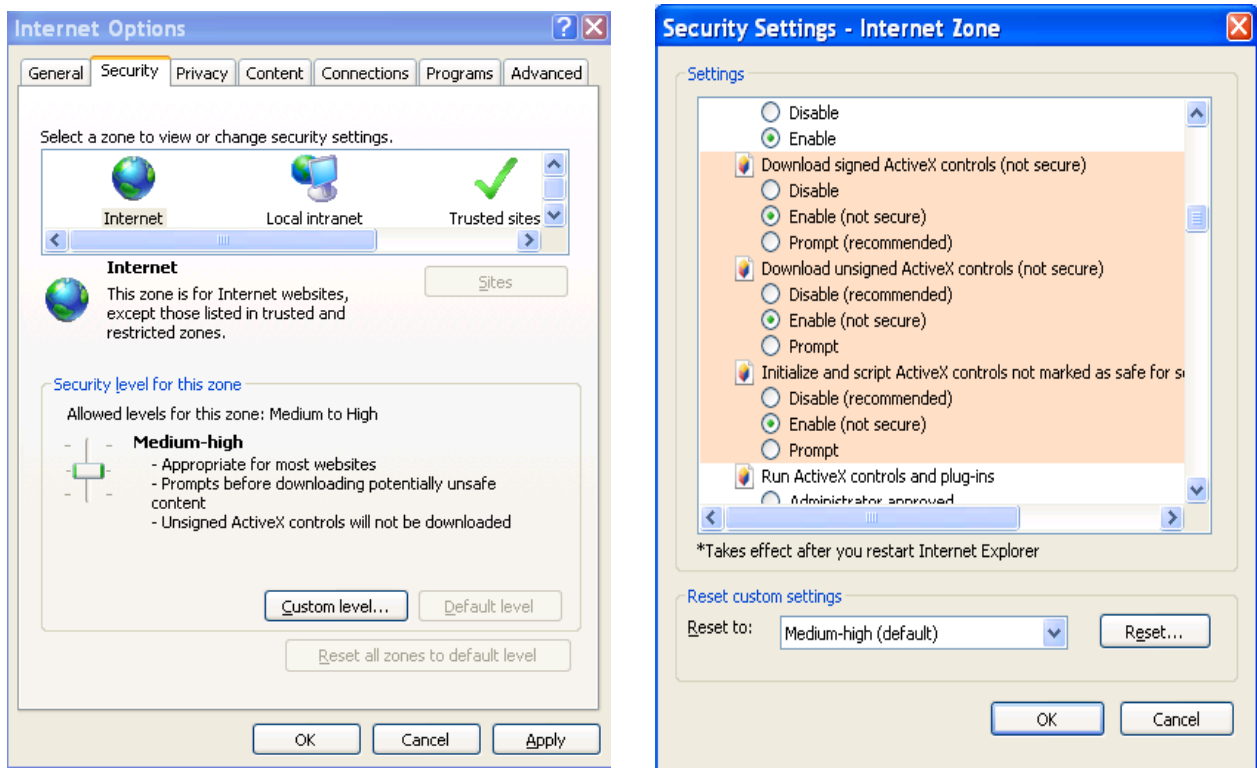 Internet Options
General Security Privacy Content Connections Programs Advanced
Select a zone to view or change security settings.
Internet Local intranet Trusted sites
Internet
Sites
This zone is for Internet websites,
except those listed in trusted and
restricted zones.
Security level for this zone
Allowed levels for this zone: Medium to High
Medium-high
- Appropriate for most websites
- Prompts before downloading potentially unsafe
content
- Unsigned ActiveX controls will not be downloaded
Custom level... Default level
Reset all zones to default level
OK Cancel Apply
Security Settings - Internet Zone
Settings
Disable
Enable
Download signed ActiveX controls (not secure)
Disable
Enable (not secure)
Prompt (recommended)
Download unsigned ActiveX controls (not secure)
Disable (recommended)
Enable (not secure)
Prompt
Initialize and script ActiveX controls not marked as safe for
Disable (recommended)
Enable (not secure)
Prompt
Run ActiveX controls and plug-ins
Administrator approved
*Takes effect after you restart Internet Explorer
Reset custom settings
Reset to: Medium-high (default) Reset...
OK Cancel